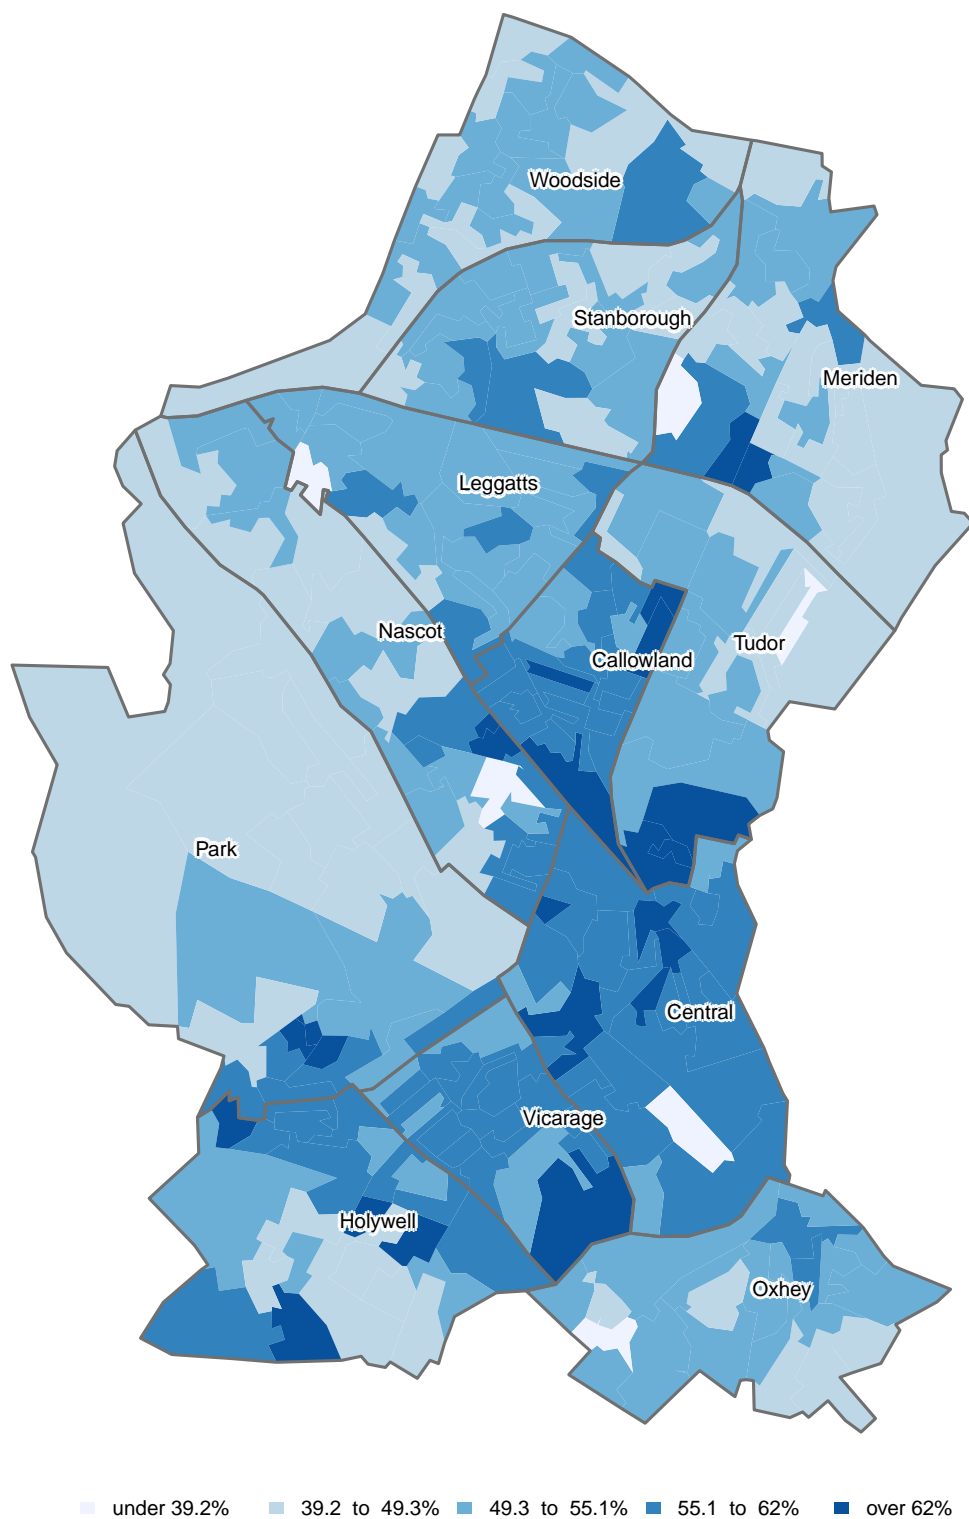 Woodside
Stanborough
Meriden
Leggatts
Nascot
Callowland
Tudor
Park
Central
Vicarage
Holywell
Oxhey
under 39.2% 39.2 to 49.3% 49.3 to 55.1% 55.1 to 62% over 62%